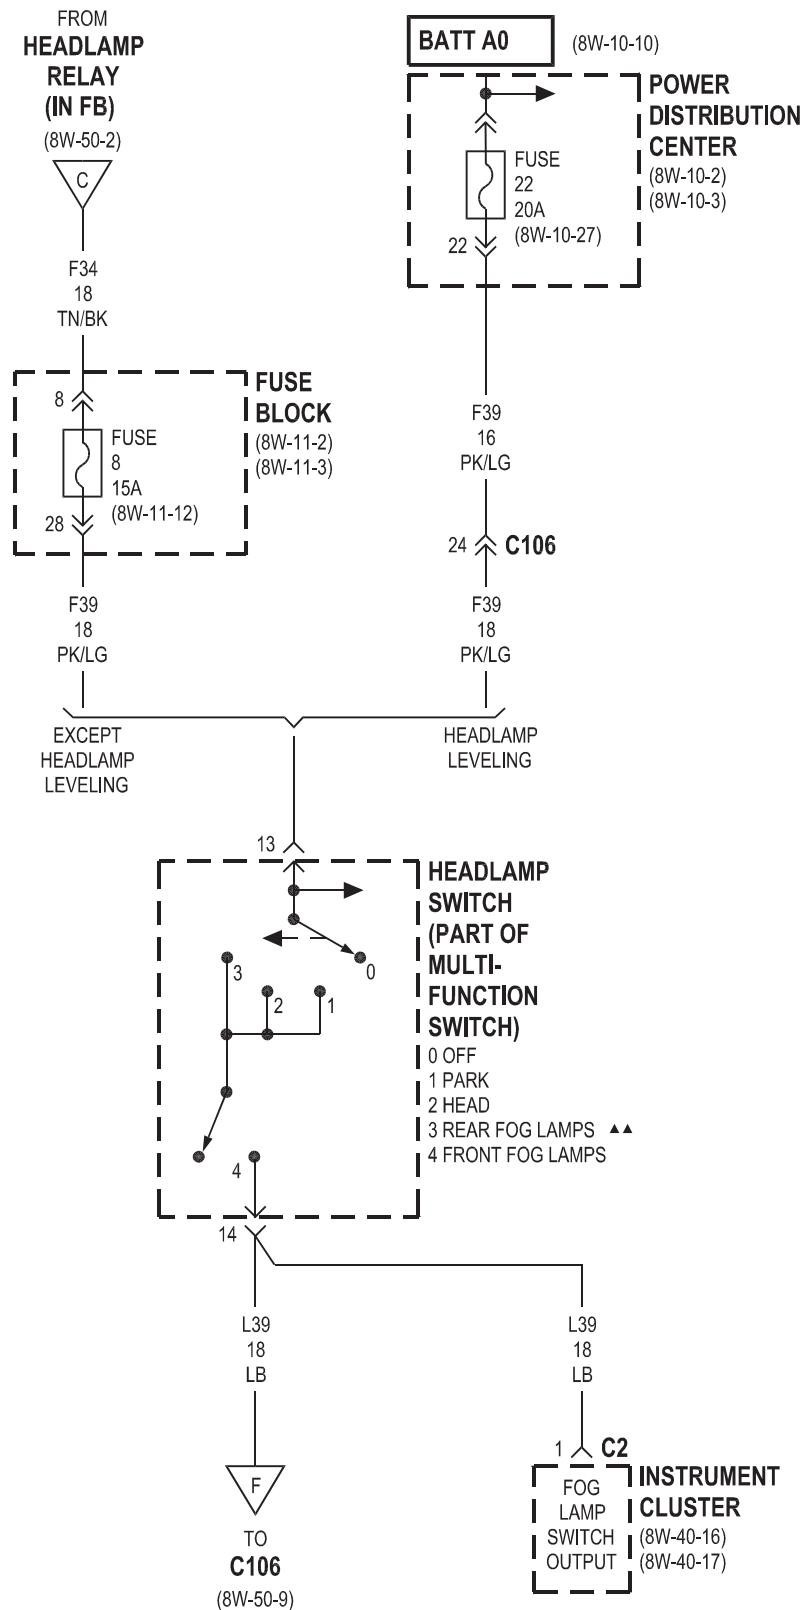 FROM
HEADLAMP
RELAY
(IN FB)
(8W-50-2)
C
F34
18
TN/BK
8
FUSE
8
15A
(8W-11-12)
28
FUSE
BLOCK
(8W-11-2)
(8W-11-3)
F39
18
PK/LG
EXCEPT
HEADLAMP
LEVELING
BATT A0
(8W-10-10)
POWER
DISTRIBUTION
CENTER
(8W-10-2)
(8W-10-3)
FUSE
22
20A
(8W-10-27)
22
F39
16
PK/LG
24
C106
F39
18
PK/LG
HEADLAMP
LEVELING
13
HEADLAMP
SWITCH
(PART OF
MULTI-
FUNCTION
SWITCH)
0 OFF
1 PARK
2 HEAD
3 REAR FOG LAMPS ▲▲
4 FRONT FOG LAMPS
3
0
2
1
4
14
L39
18
LB
F
TO
C106
(8W-50-9)
L39
18
LB
1
C2
FOG
LAMP
SWITCH
OUTPUT
INSTRUMENT
CLUSTER
(8W-40-16)
(8W-40-17)